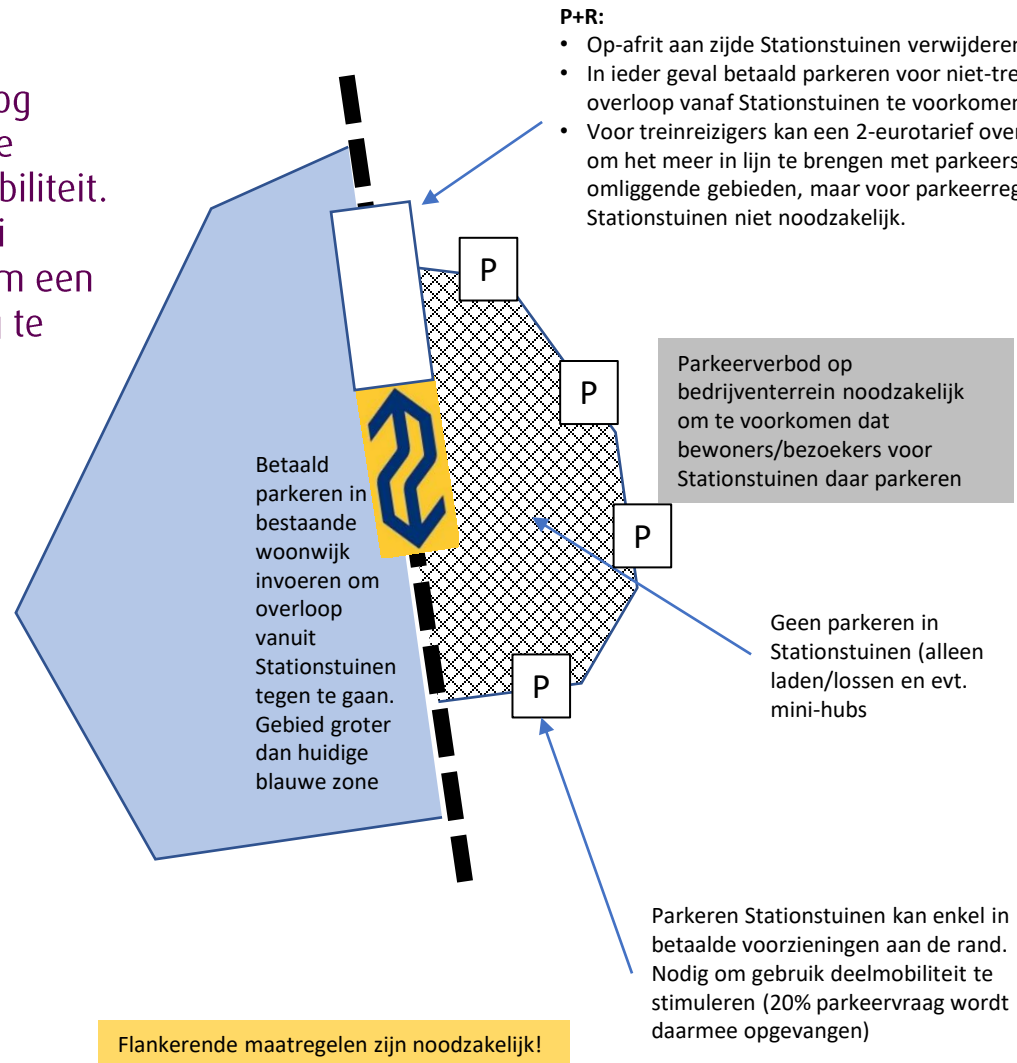 og
e
biliteit.
i
m een
te
P+R:
• Op-afrit aan zijde Stationstuinen verwijderen
• In ieder geval betaald parkeren voor
overloop vanaf Stationstuinen te voorkomen
• Voor treinreizigers kan een 2-eurotarief
om het meer in lijn te brengen met
omliggende gebieden, maar voor
Stationstuinen niet noodzakelijk.
P
P
P
P
Parkeerverbod op
bedrijventerrein noodzakelijk
om te voorkomen dat
bewoners/bezoekers voor
Stationstuinen daar parkeren
Betaald
parkeren in
bestaande
woonwijk
invoeren om
overloop
vanuit
Stationstuinen
tegen te gaan.
Gebied groter
dan huidige
blauwe zone
Geen parkeren in
Stationstuinen (alleen
laden/lossen en evt.
mini-hubs
Parkeren Stationstuinen kan enkel in
betaalde voorzieningen aan de rand.
Nodig om gebruik deelmobiliteit te
stimuleren (20% parkeervraag wordt
daarmee opgevangen)
Flankerende maatregelen zijn noodzakelijk!